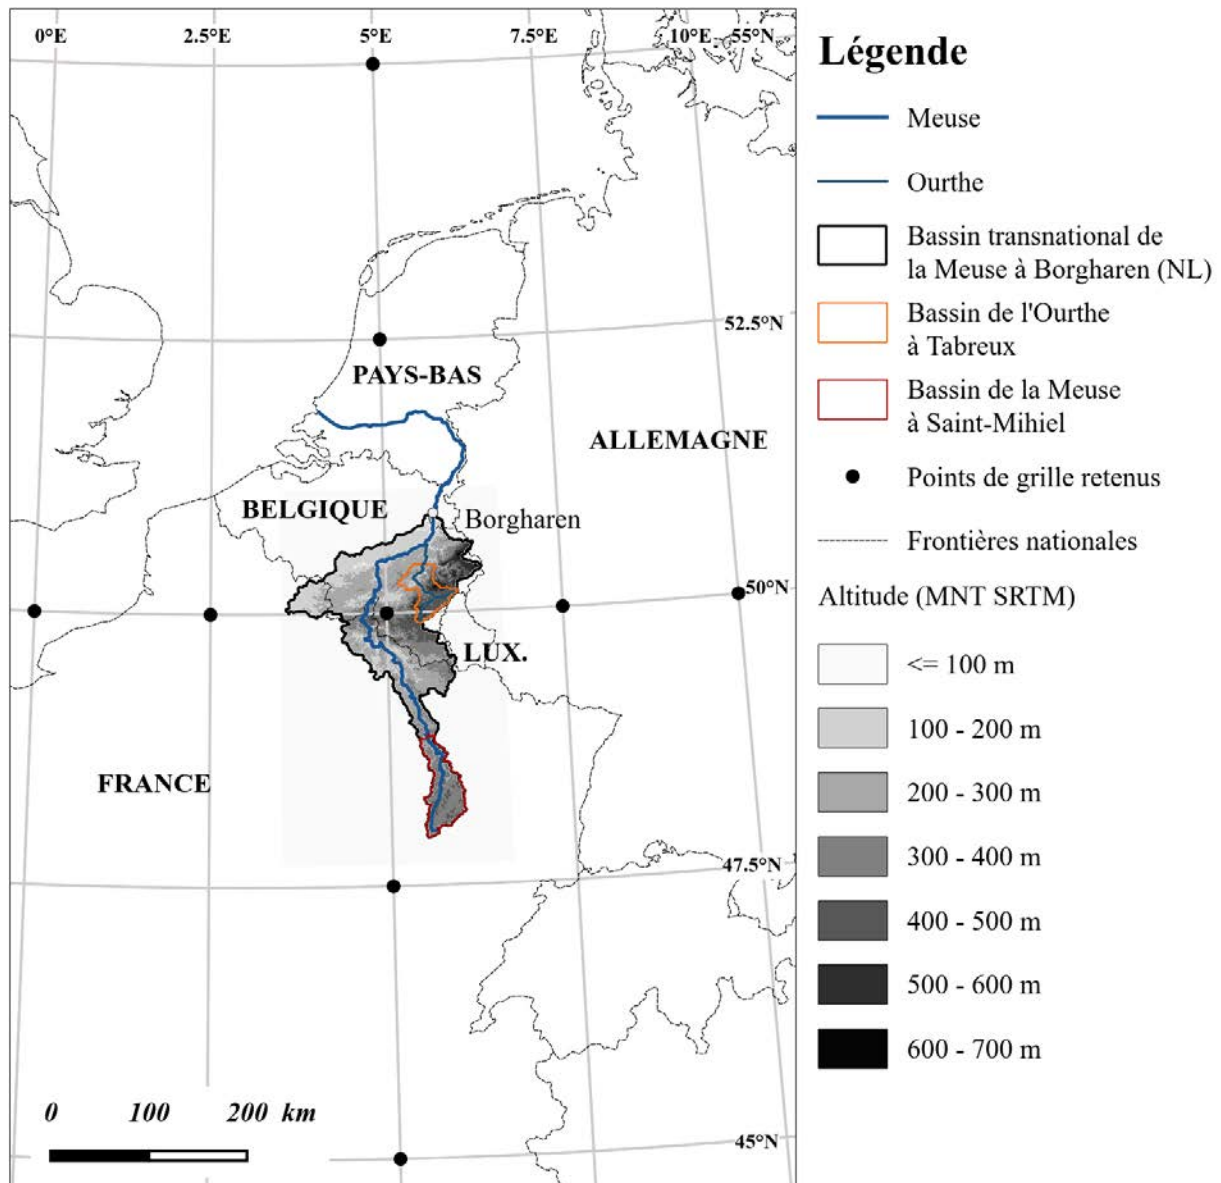 0°E 2.5°E 5°E 7.5°E 10°E 55°N
52.5°N
PAYS-BAS
ALLEMAGNE
BELGIQUE
Borgharen
50°N
LUX.
FRANCE
47.5°N
45°N
0 100 200 km
Légende
Meuse
Ourthe
Bassin transnational de
la Meuse à Borgharen (NL)
Bassin de l'Ourthe
à Tabreux
Bassin de la Meuse
à Saint-Mihiel
Points de grille retenus
Frontières nationales
Altitude (MNT SRTM)
<= 100 m
100 - 200 m
200 - 300 m
300 - 400 m
400 - 500 m
500 - 600 m
600 - 700 m